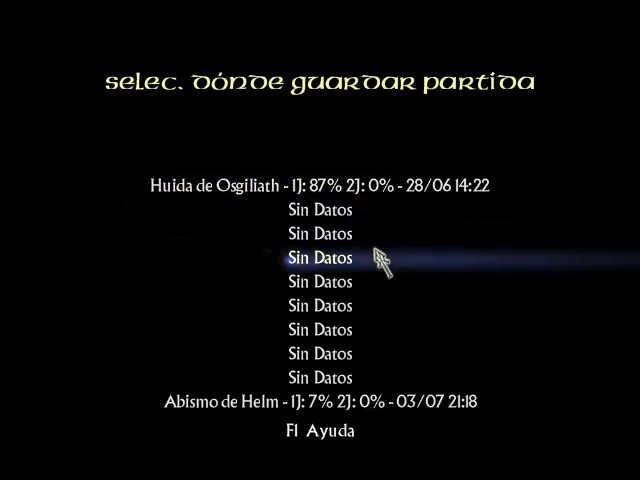 selec. dónde guardar partida
Huida de Osgiliath - 1J: 87% 2J: 0% - 28/06 14:22
Sin Datos
Sin Datos
Sin Datos
Sin Datos
Sin Datos
Sin Datos
Sin Datos
Sin Datos
Abismo de Helm - 1J: 7% 2J: 0% - 03/07 21:18
F1 Ayuda